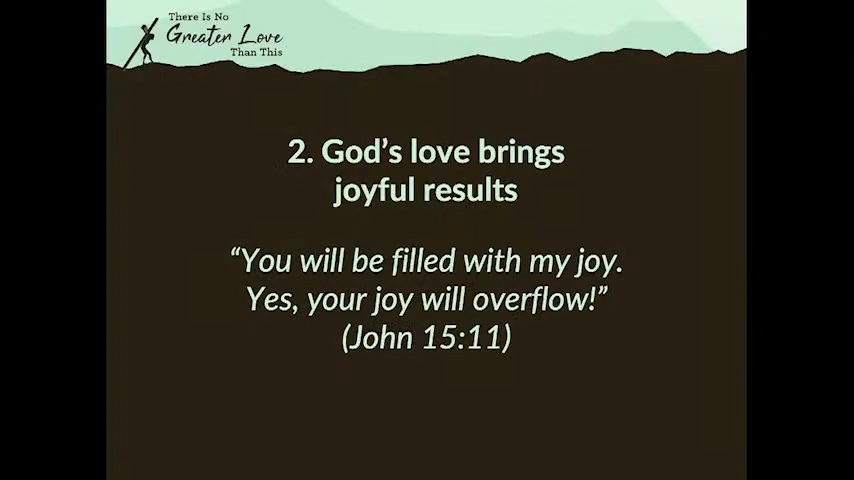 There Is No
Greater Love
Than This
2. God’s love brings
joyful results
“You will be filled with my joy.
Yes, your joy will overflow!”
(John 15:11)